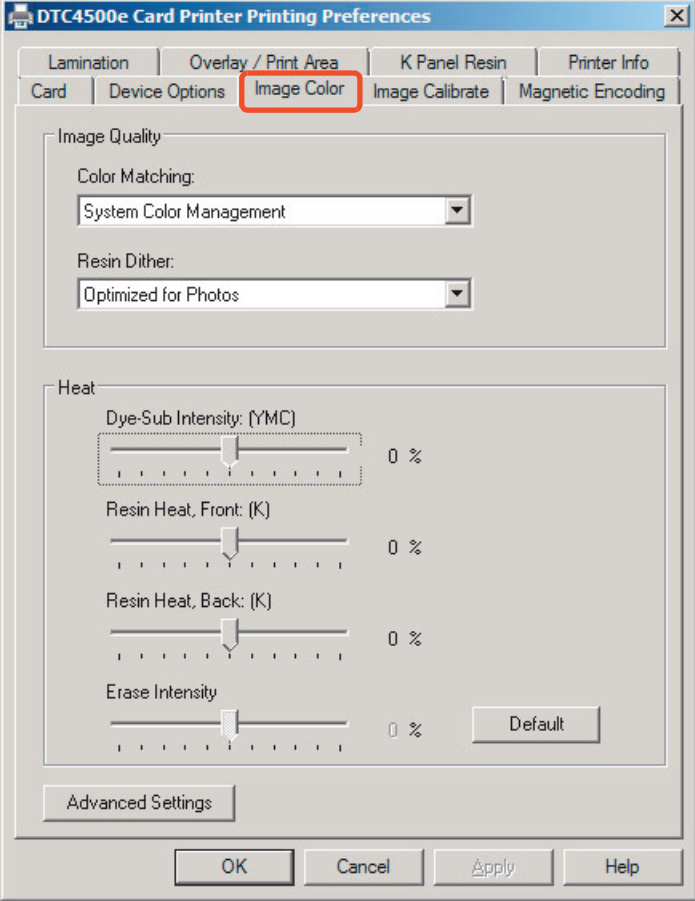 DTC4500e Card Printer Printing Preferences
Lamination Overlay / Print Area K Panel Resin Printer Info
Card Device Options Image Color Image Calibrate Magnetic Encoding
Image Quality
Color Matching:
System Color Management
Resin Dither:
Optimized for Photos
Heat
Dye-Sub Intensity: (YMC)
0 %
Resin Heat, Front: (K)
0 %
Resin Heat, Back: (K)
0 %
Erase Intensity
0 %
Default
Advanced Settings
OK Cancel Apply Help